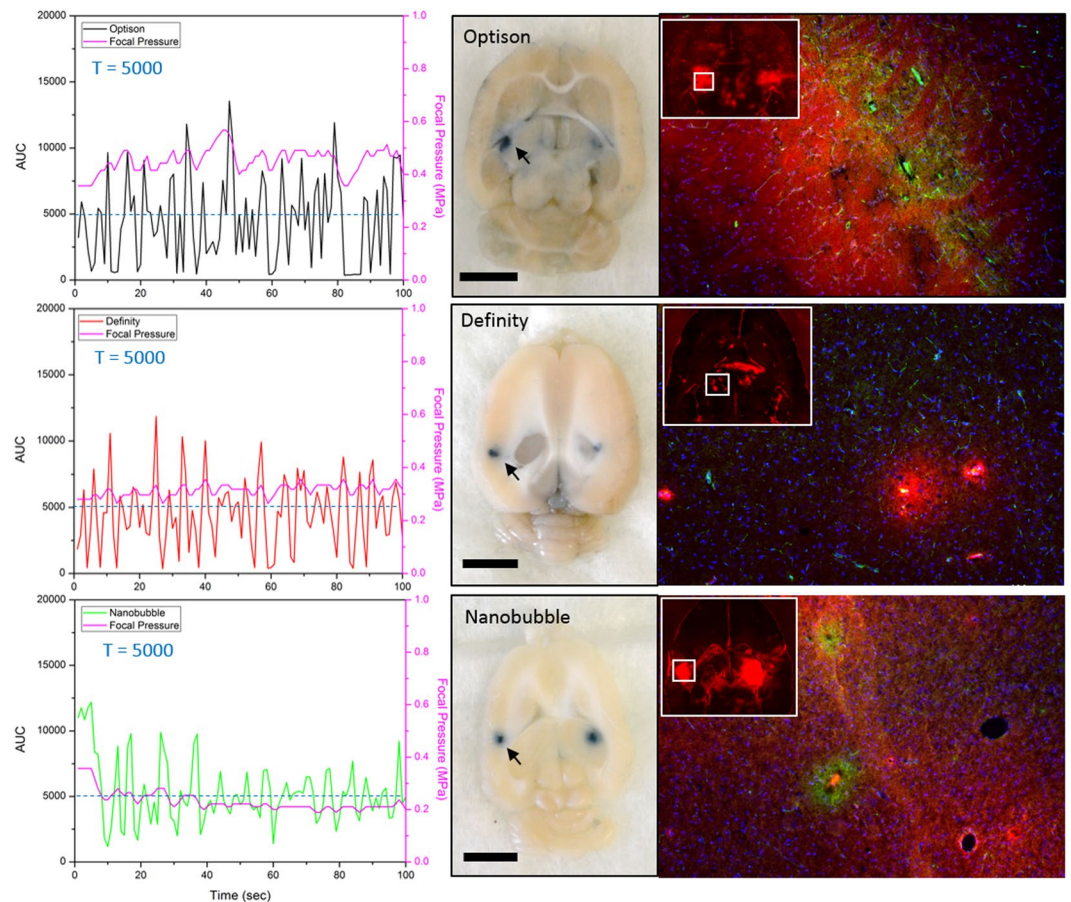 20000
15000
10000
5000
0
AUC
Optison
Focal Pressure
T = 5000
1.0
0.8
0.6
0.4
0.2
0.0
Focal Pressure (MPa)
0 20 40 60 80 100
Optison
20000
15000
10000
5000
0
AUC
Definity
Focal Pressure
T = 5000
1.0
0.8
0.6
0.4
0.2
0.0
Focal Pressure (MPa)
0 20 40 60 80 100
Definity
20000
15000
10000
5000
0
AUC
Nanobubble
Focal Pressure
T = 5000
1.0
0.8
0.6
0.4
0.2
0.0
Focal Pressure (MPa)
0 20 40 60 80 100
Time (sec)
Nanobubble